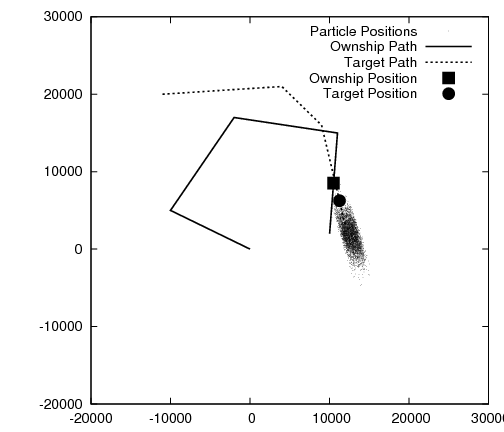 30000
Particle Positions
Ownship Path
Target Path
Ownship Position
20000
Target Position
10000
0
-10000
-20000
-20000 -10000 0 10000 20000 3000